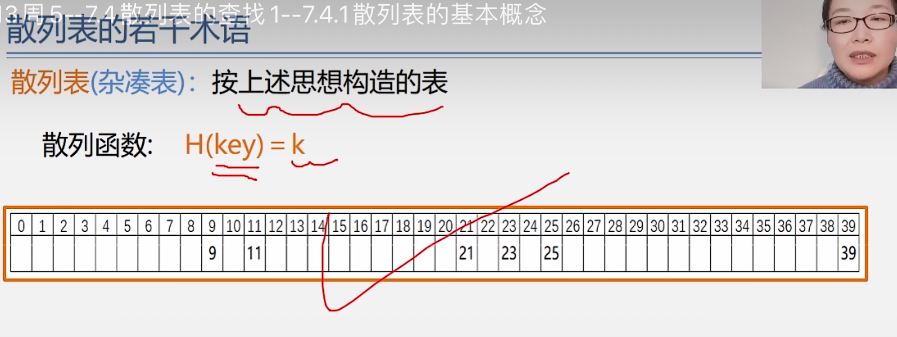 13周5--7.4散列表的查找1--7.4.1散列表的基本概念
散列表的若干术语
散列表(杂凑表)：按上述思想构造的表
散列函数: H(key) = k
0 1 2 3 4 5 6 7 8 9 10 11 12 13 14 15 16 17 18 19 20 21 22 23 24 25 26 27 28 29 30 31 32 33 34 35 36 37 38 39
9 11 21 23 25 39